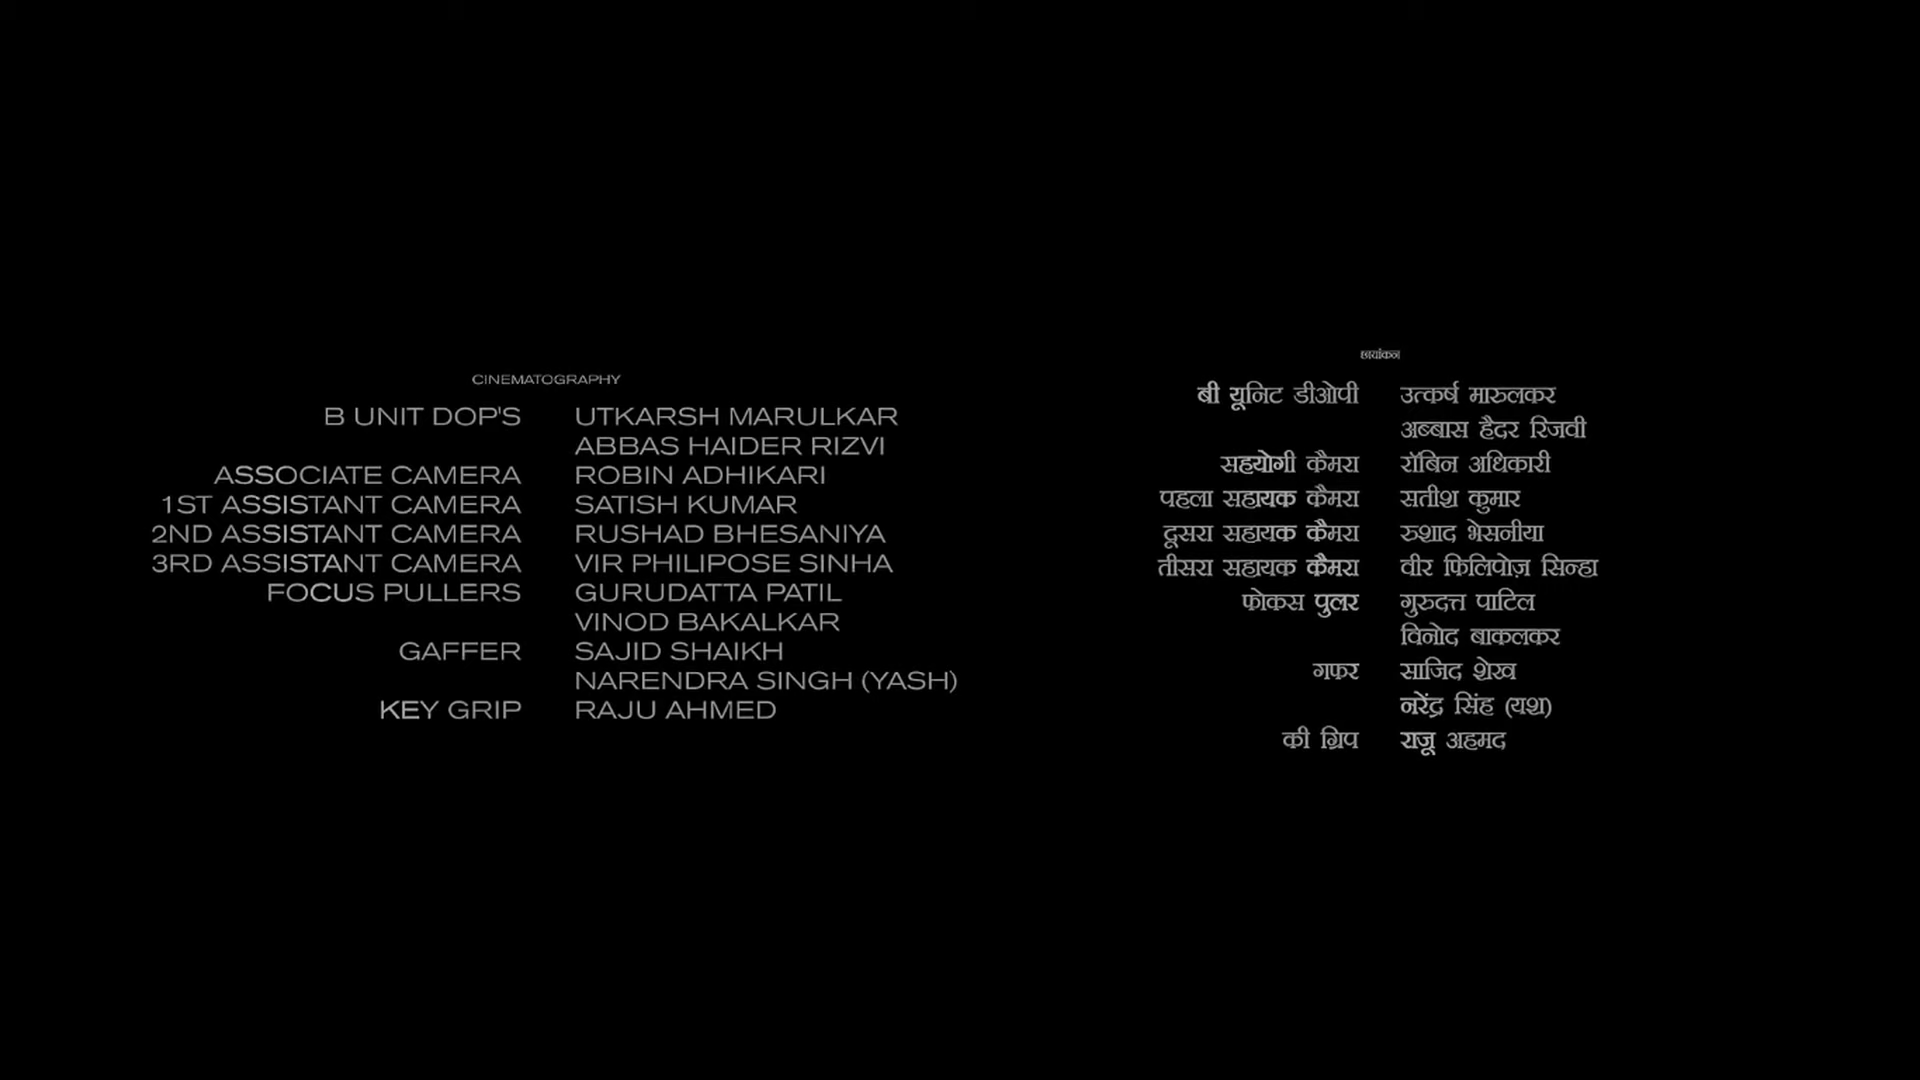 CINEMATOGRAPHY
B UNIT DOP'S UTKARSH MARULKAR
ABBAS HAIDER RIZVI
ASSOCIATE CAMERA ROBIN ADHIKARI
1ST ASSISTANT CAMERA SATISH KUMAR
2ND ASSISTANT CAMERA RUSHAD BHESANIYA
3RD ASSISTANT CAMERA VIR PHILIPOSE SINHA
FOCUS PULLERS GURUDATTA PATIL
VINOD BAKALKAR
GAFFER SAJID SHAIKH
NARENDRA SINGH (YASH)
KEY GRIP RAJU AHMED
छायांकन
बी यूनिट डीओपी उत्कर्ष मारुलकर
अब्बास हैदर रिजवी
सहयोगी कैमरा रॉबिन अधिकारी
पहला सहायक कैमरा सतीश कुमार
दूसरा सहायक कैमरा रुशाद भेसनीया
तीसरा सहायक कैमरा वीर फिलिपोज़ सिन्हा
फोकस पुलर गुरुदत्त पाटिल
विनोद बाकलकर
गफर साजिद शेख
नरेंद्र सिंह (यश)
की ग्रिप राजू अहमद